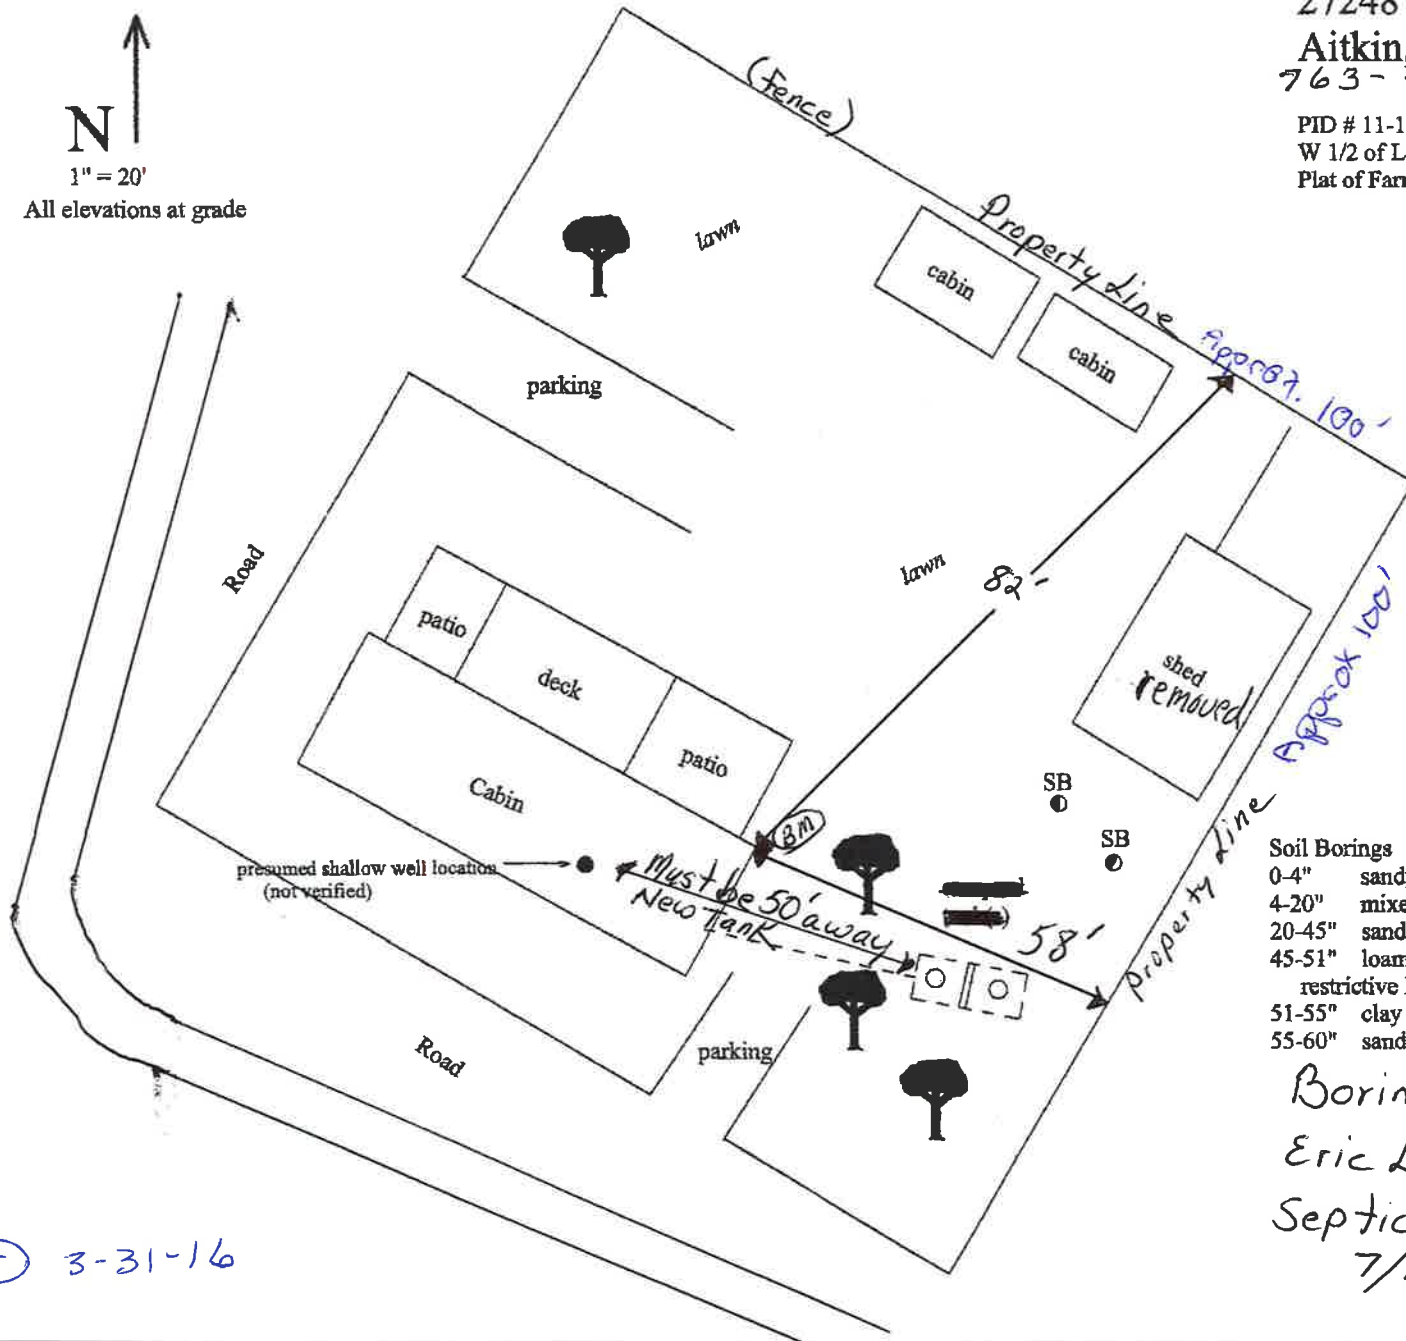 27248
Aitkin,
763-
N
1" = 20'
All elevations at grade
PID # 11-1
W 1/2 of L
Plat of Farm
(Fence)
Property Line
lawn
cabin
cabin
Approx. 100'
parking
Road
lawn
82'
patio
deck
patio
Cabin
shed
removed
Approx 100'
SB
SB
BM
presumed shallow well location
(not verified)
Must be 50' away
New Tank
58'
property Line
parking
Road
Soil Borings
0-4" sand
4-20" mixe
20-45" sand
45-51" loam
restrictive
51-55" clay
55-60" sand
Borin
Eric
Septic
7/
3-31-16